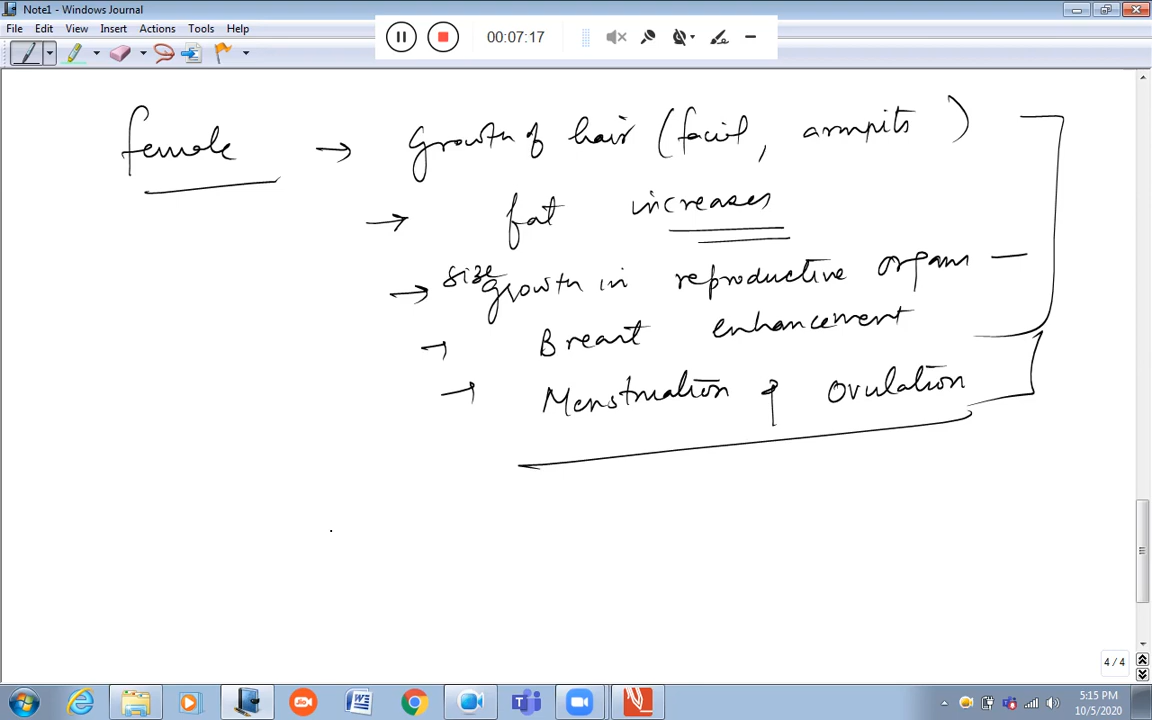 Note1 - Windows Journal
File Edit View Insert Actions Tools Help
00:07:17
female → Growth of hair (facial, armpits)
→ fat increases
→ size growth in reproductive organs —
→ Breast enhancement
→ Menstruation & Ovulation
4 / 4
5:15 PM
10/5/2020